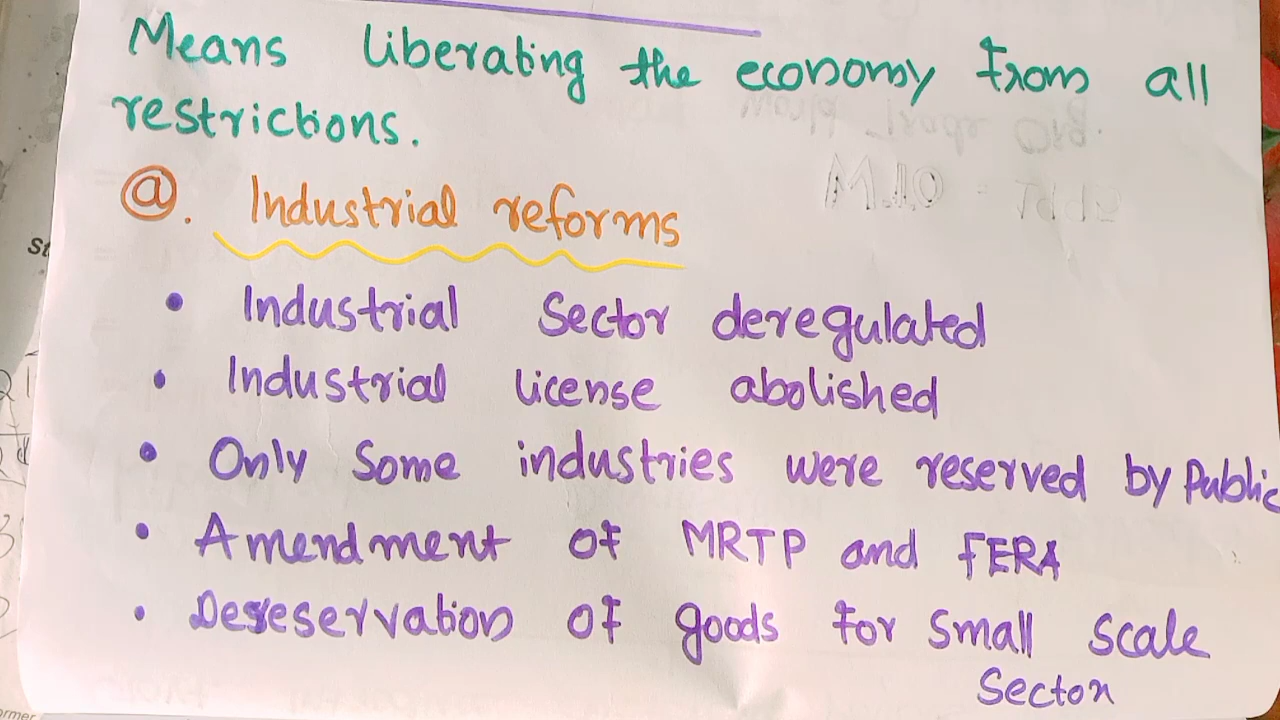 Means liberating the economy from all
restrictions.
@. Industrial reforms
• Industrial Sector deregulated
• Industrial license abolished
• Only Some industries were reserved by Public
• Amendment of MRTP and FERA
• Dereservation of goods for small scale
Sector